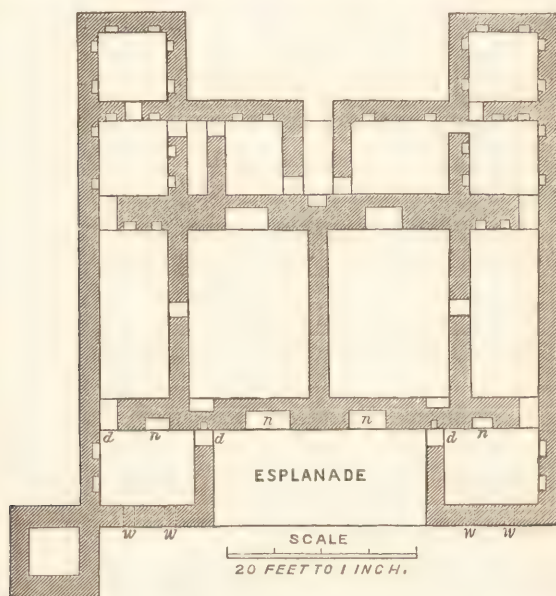 d n d n n d n
ESPLANADE
w w w w
SCALE
20 FEET TO 1 INCH.